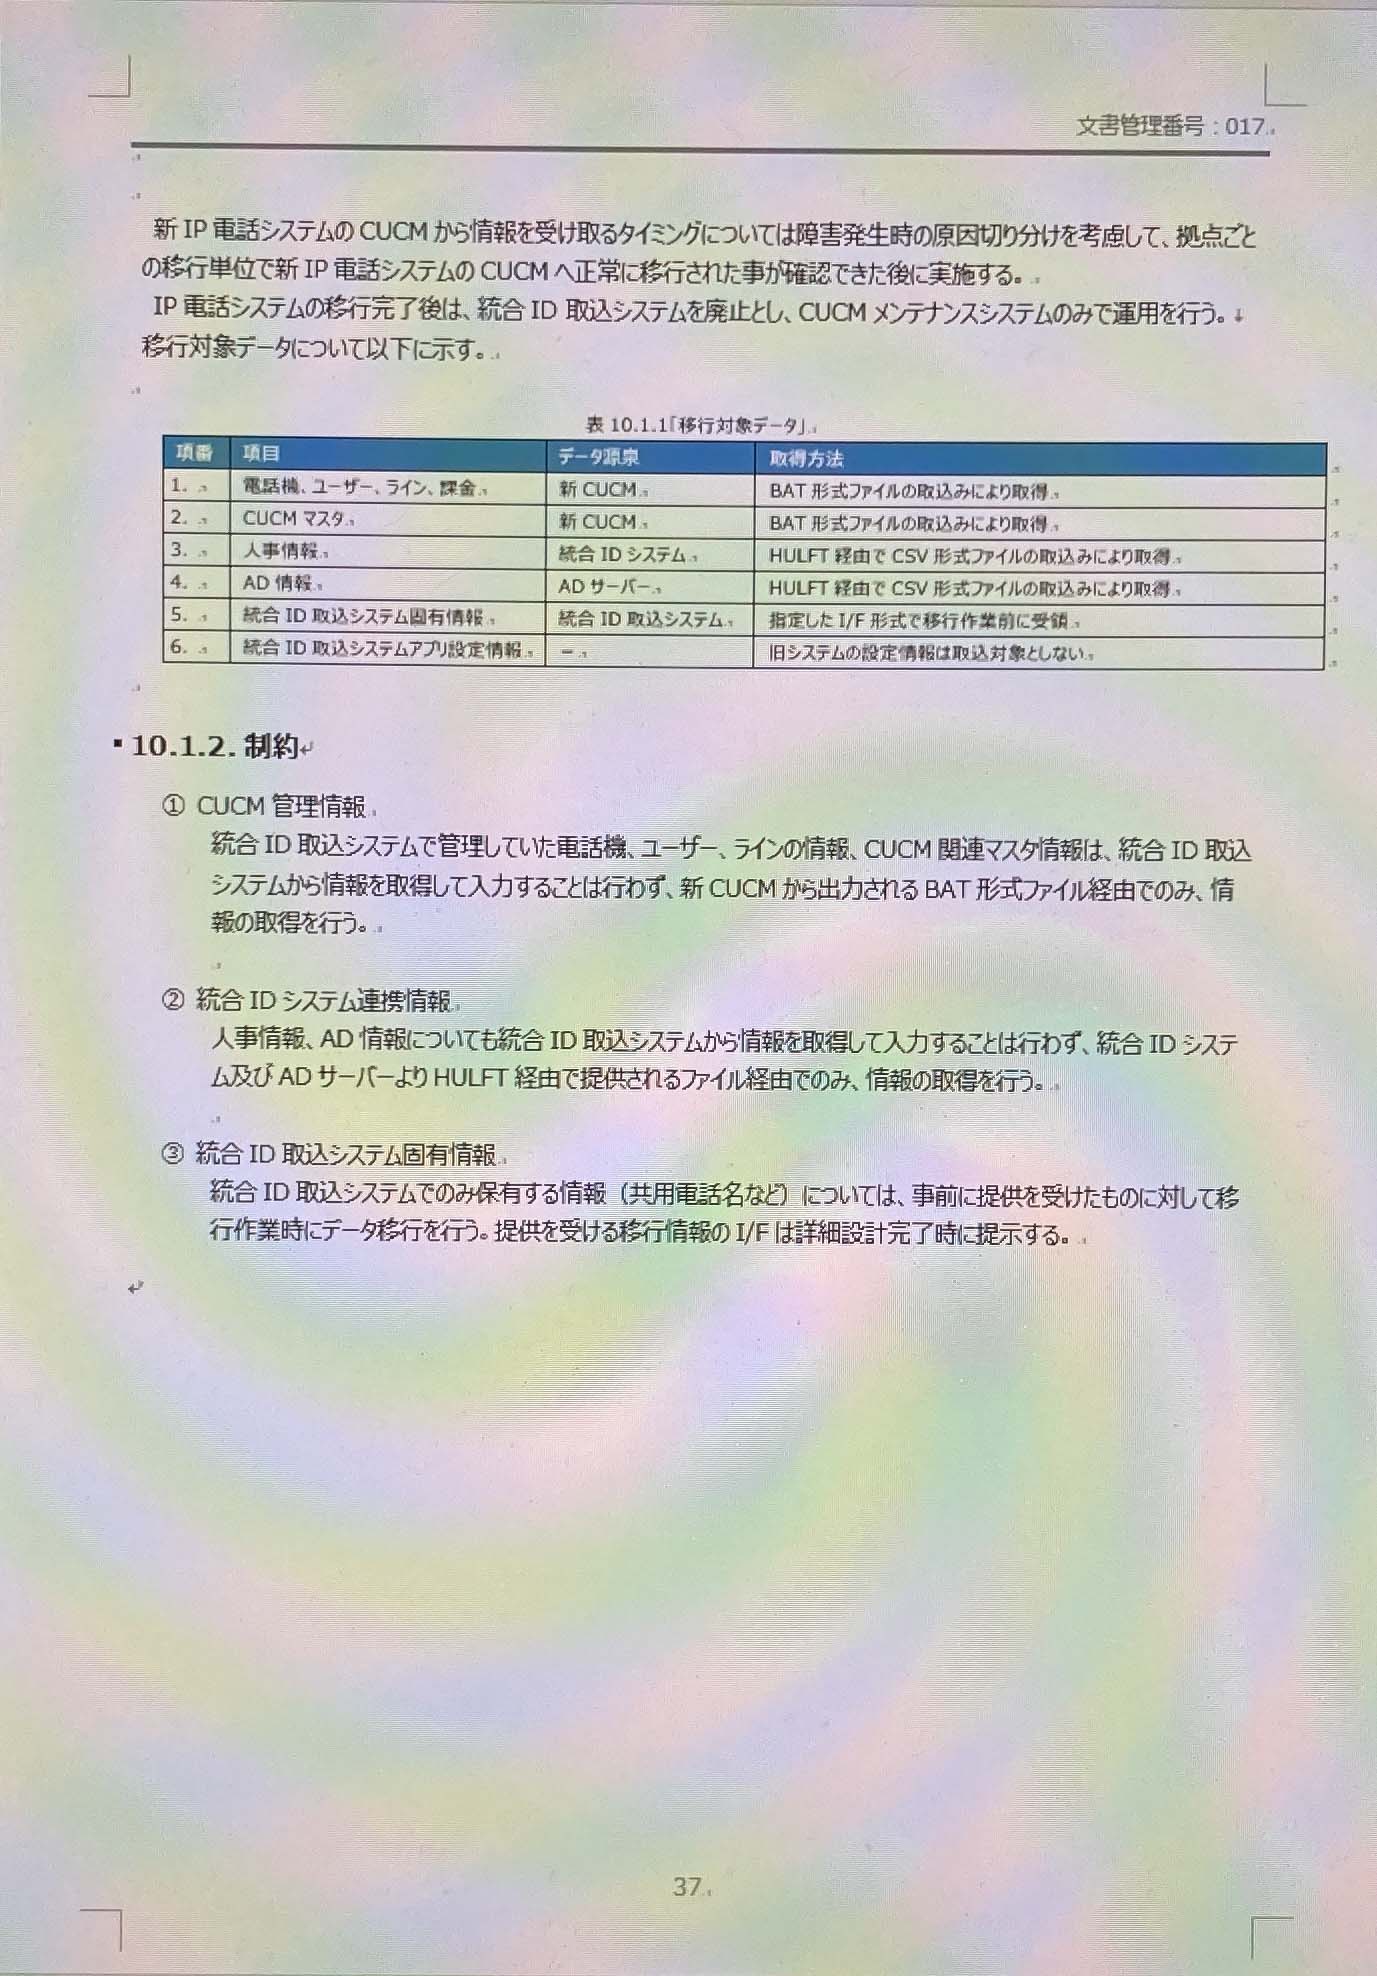 文書管理番号：017
新 IP 電話システムの CUCM から情報を受け取るタイミングについては障害発生時の原因切り分けを考慮して、拠点ごと
の移行単位で新 IP 電話システムの CUCM へ正常に移行された事が確認できた後に実施する。
IP 電話システムの移行完了後は、統合 ID 取込システムを廃止とし、CUCM メンテナンスシステムのみで運用を行う。↓
移行対象データについて以下に示す。
表 10.1.1「移行対象データ」
項番 項目 データ源泉 取得方法
1. 電話機、ユーザー、ライン、課金 新 CUCM BAT 形式ファイルの取込みにより取得
2. CUCM マスタ 新 CUCM BAT 形式ファイルの取込みにより取得
3. 人事情報 統合 ID システム HULFT 経由で CSV 形式ファイルの取込みにより取得
4. AD 情報 AD サーバー HULFT 経由で CSV 形式ファイルの取込みにより取得
5. 統合 ID 取込システム固有情報 統合 ID 取込システム 指定した I/F 形式で移行作業前に受領
6. 統合 ID 取込システムアプリ設定情報 － 旧システムの設定情報は取込対象としない
10.1.2. 制約
① CUCM 管理情報
統合 ID 取込システムで管理していた電話機、ユーザー、ラインの情報、CUCM 関連マスタ情報は、統合 ID 取込
システムから情報を取得して入力することは行わず、新 CUCM から出力される BAT 形式ファイル経由でのみ、情
報の取得を行う。
② 統合 ID システム連携情報
人事情報、AD 情報についても統合 ID 取込システムから情報を取得して入力することは行わず、統合 ID システ
ム及び AD サーバーより HULFT 経由で提供されるファイル経由でのみ、情報の取得を行う。
③ 統合 ID 取込システム固有情報
統合 ID 取込システムでのみ保有する情報（共用電話名など）については、事前に提供を受けたものに対して移
行作業時にデータ移行を行う。提供を受ける移行情報の I/F は詳細設計完了時に提示する。
37